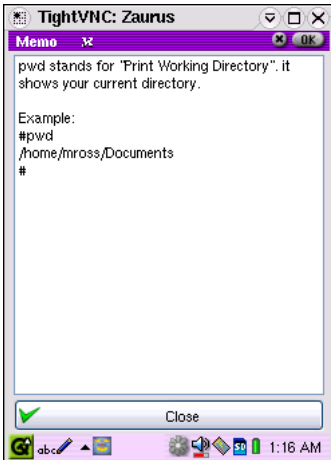 TightVNC: Zaurus
Memo
OK
pwd stands for "Print Working Directory". it
shows your current directory.
Example:
#pwd
/home/mross/Documents
#
Close
abc
SD
1:16 AM